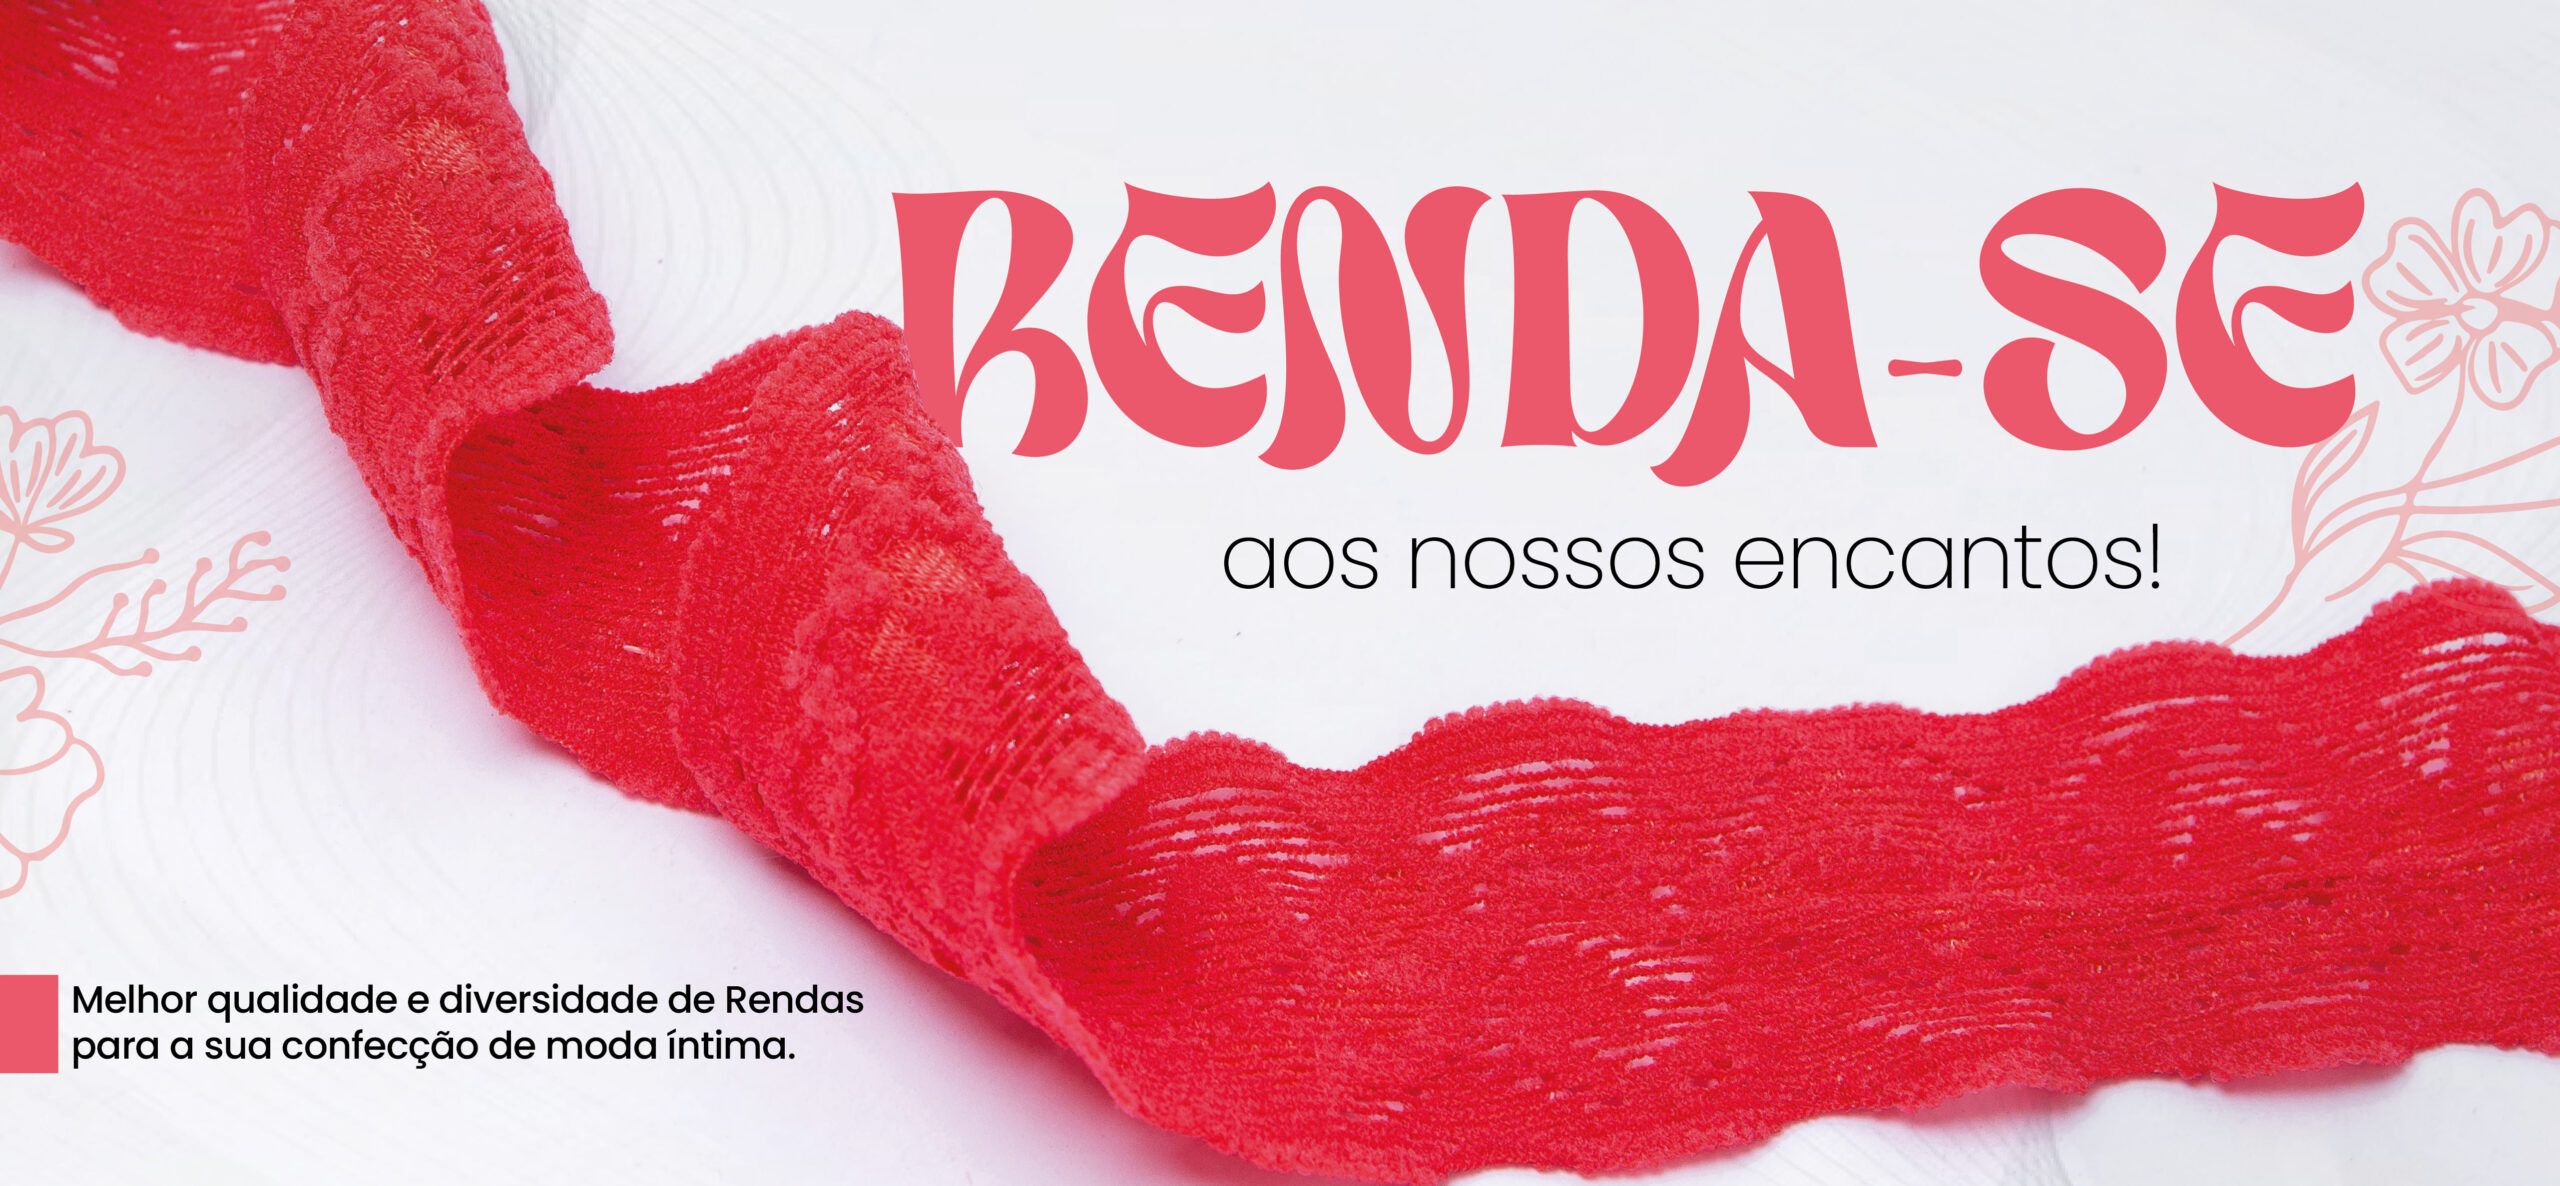 RENDA-SE
aos nossos encantos!
Melhor qualidade e diversidade de Rendas
para a sua confecção de moda íntima.